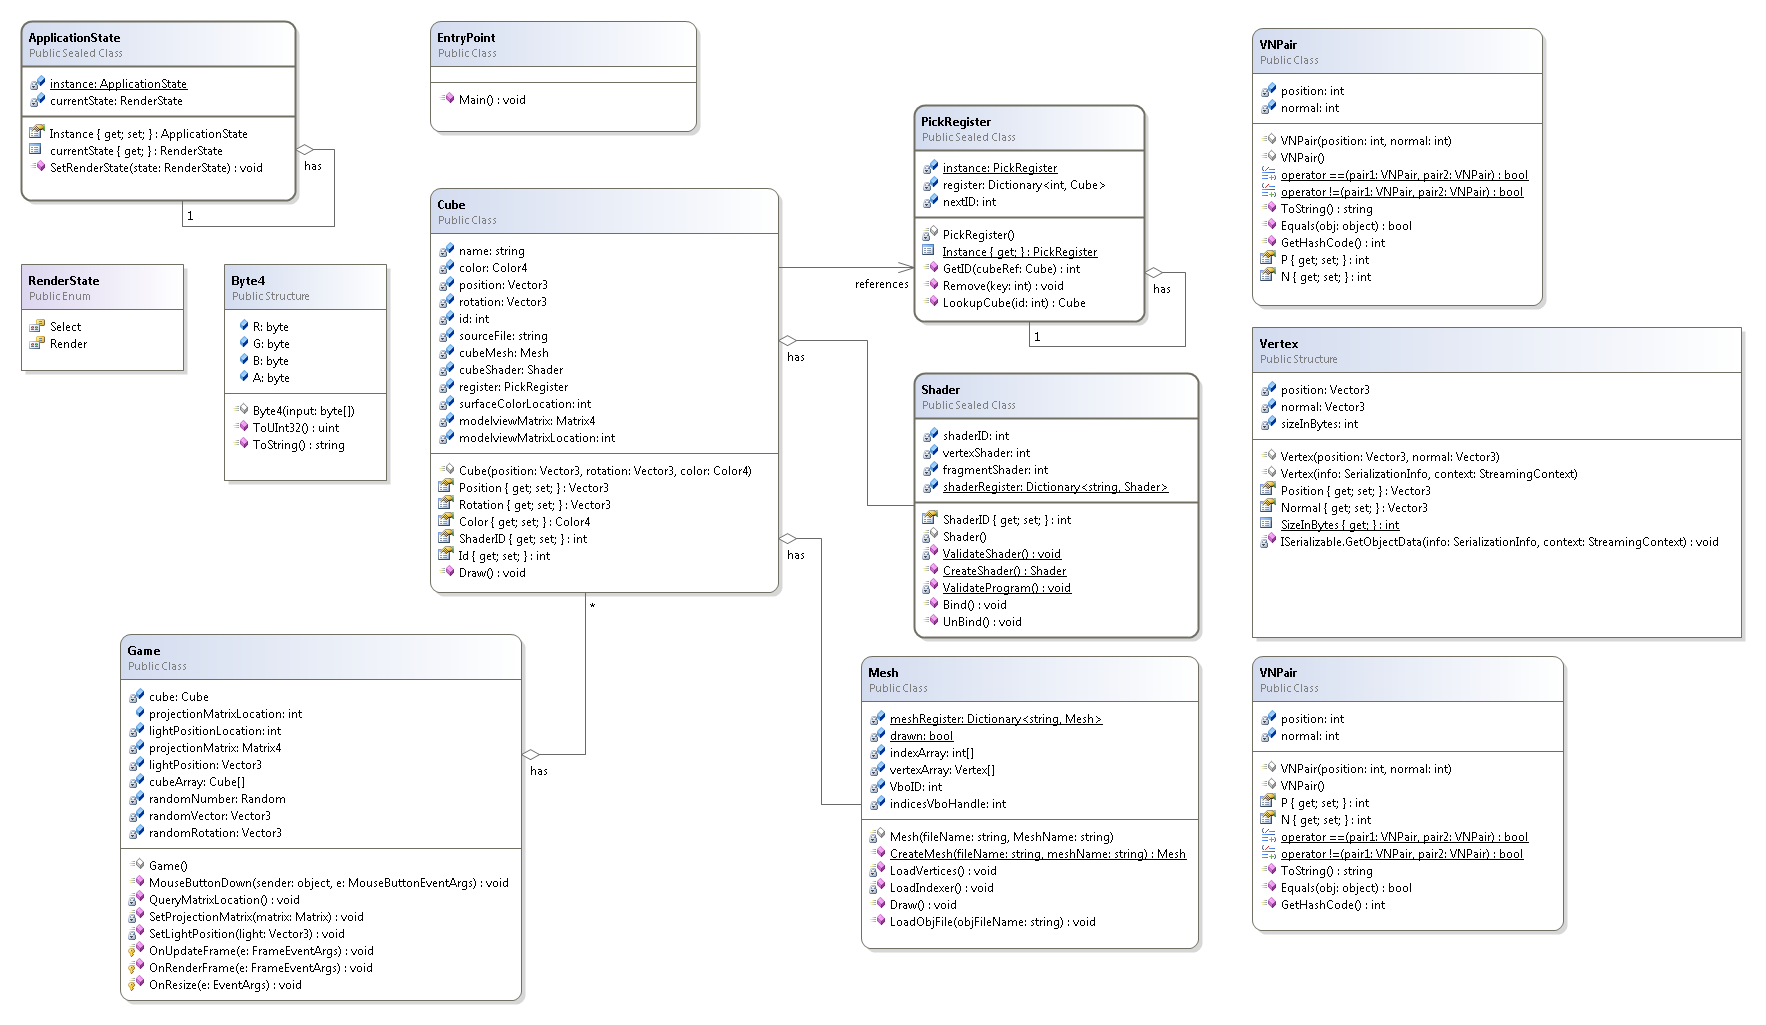 ApplicationState
Public Sealed Class
instance: ApplicationState
currentState: RenderState
Instance { get; set; } : ApplicationState
currentState { get; } : RenderState
SetRenderState(state: RenderState) : void
has
1
EntryPoint
Public Class
Main() : void
RenderState
Public Enum
Select
Render
Byte4
Public Structure
R: byte
G: byte
B: byte
A: byte
Byte4(input: byte[])
ToUInt32() : uint
ToString() : string
Cube
Public Class
name: string
color: Color4
position: Vector3
rotation: Vector3
id: int
sourceFile: string
cubeMesh: Mesh
cubeShader: Shader
register: PickRegister
surfaceColorLocation: int
modelviewMatrix: Matrix4
modelviewMatrixLocation: int
Cube(position: Vector3, rotation: Vector3, color: Color4)
Position { get; set; } : Vector3
Rotation { get; set; } : Vector3
Color { get; set; } : Color4
ShaderID { get; set; } : int
Id { get; set; } : int
Draw() : void
references
has
has
*
Game
Public Class
cube: Cube
projectionMatrixLocation: int
lightPositionLocation: int
projectionMatrix: Matrix4
lightPosition: Vector3
cubeArray: Cube[]
randomNumber: Random
randomVector: Vector3
randomRotation: Vector3
Game()
MouseButtonDown(sender: object, e: MouseButtonEventArgs) : void
QueryMatrixLocation() : void
SetProjectionMatrix(matrix: Matrix) : void
SetLightPosition(light: Vector3) : void
OnUpdateFrame(e: FrameEventArgs) : void
OnRenderFrame(e: FrameEventArgs) : void
OnResize(e: EventArgs) : void
has
PickRegister
Public Sealed Class
instance: PickRegister
register: Dictionary<int, Cube>
nextID: int
PickRegister()
Instance { get; } : PickRegister
GetID(cubeRef: Cube) : int
Remove(key: int) : void
LookupCube(id: int) : Cube
has
1
Shader
Public Sealed Class
shaderID: int
vertexShader: int
fragmentShader: int
shaderRegister: Dictionary<string, Shader>
ShaderID { get; set; } : int
Shader()
ValidateShader() : void
CreateShader() : Shader
ValidateProgram() : void
Bind() : void
UnBind() : void
Mesh
Public Class
meshRegister: Dictionary<string, Mesh>
drawn: bool
indexArray: int[]
vertexArray: Vertex[]
VboID: int
indicesVboHandle: int
Mesh(fileName: string, MeshName: string)
CreateMesh(fileName: string, meshName: string) : Mesh
LoadVertices() : void
LoadIndexer() : void
Draw() : void
LoadObjFile(objFileName: string) : void
VNPair
Public Class
position: int
normal: int
VNPair(position: int, normal: int)
VNPair()
operator ==(pair1: VNPair, pair2: VNPair) : bool
operator !=(pair1: VNPair, pair2: VNPair) : bool
ToString() : string
Equals(obj: object) : bool
GetHashCode() : int
P { get; set; } : int
N { get; set; } : int
Vertex
Public Structure
position: Vector3
normal: Vector3
sizeInBytes: int
Vertex(position: Vector3, normal: Vector3)
Vertex(info: SerializationInfo, context: StreamingContext)
Position { get; set; } : Vector3
Normal { get; set; } : Vector3
SizeInBytes { get; } : int
ISerializable.GetObjectData(info: SerializationInfo, context: StreamingContext) : void
VNPair
Public Class
position: int
normal: int
VNPair(position: int, normal: int)
VNPair()
P { get; set; } : int
N { get; set; } : int
operator ==(pair1: VNPair, pair2: VNPair) : bool
operator !=(pair1: VNPair, pair2: VNPair) : bool
ToString() : string
Equals(obj: object) : bool
GetHashCode() : int